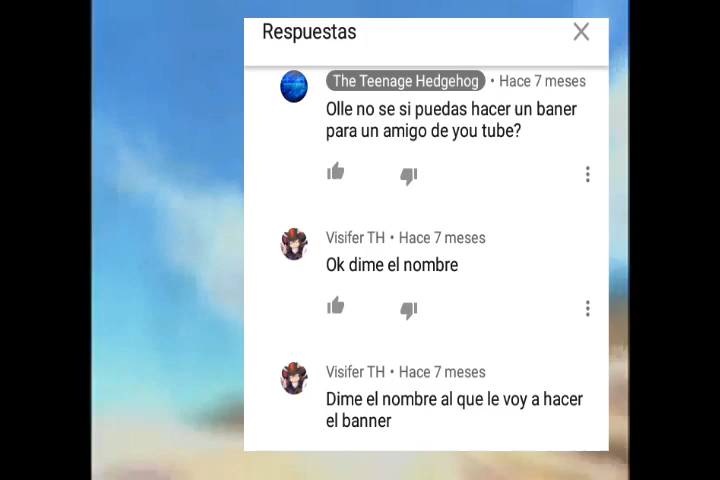 Respuestas
The Teenage Hedgehog • Hace 7 meses
Olle no se si puedas hacer un baner
para un amigo de you tube?
Visifer TH • Hace 7 meses
Ok dime el nombre
Visifer TH • Hace 7 meses
Dime el nombre al que le voy a hacer
el banner